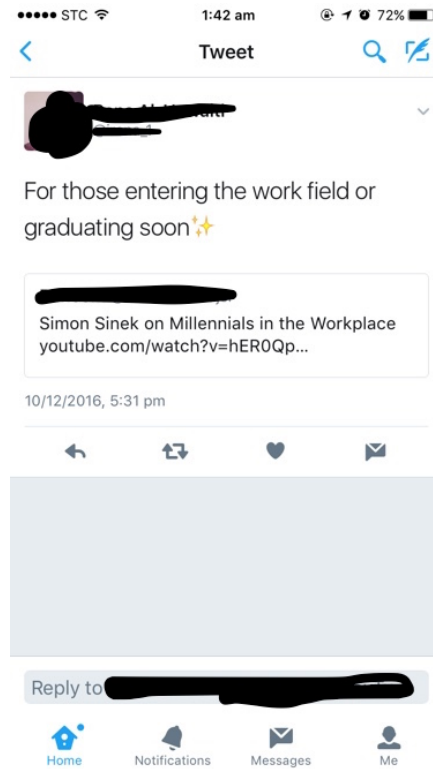 STC 1:42 am 72%
Tweet
For those entering the work field or
graduating soon✨
Simon Sinek on Millennials in the Workplace
youtube.com/watch?v=hER0Qp...
10/12/2016, 5:31 pm
Reply to
Home Notifications Messages Me